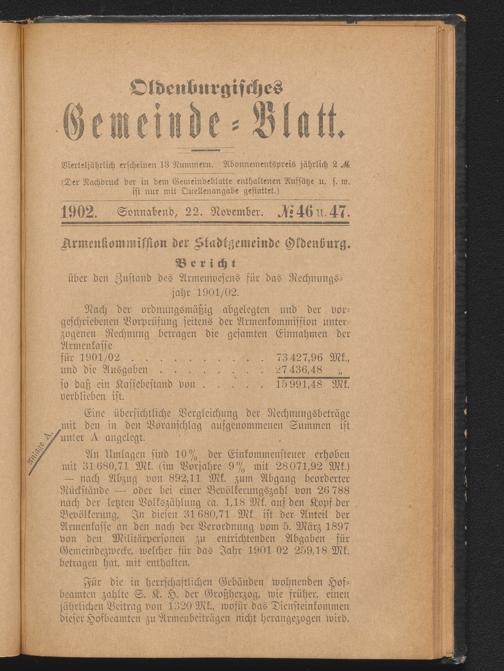 Oldenburgisches
Gemeinde-Blatt.
Vierteljährlich erscheinen 13 Nummern. Abonnementspreis jährlich 2 ℳ
(Der Nachdruck der in dem Gemeindeblatte enthaltenen Aufsätze u. s. w.
ist nur mit Quellenangabe gestattet.)
1902. Sonnabend, 22. November. № 46 u. 47.
Armenkommission der Stadtgemeinde Oldenburg.
Bericht
über den Zustand des Armenwesens für das Rechnungs-
jahr 1901/02.
Nach der ordnungsmäßig abgelegten und der vor-
geschriebenen Vorprüfung seitens der Armenkommission unter-
zogenen Rechnung betragen die gesamten Einnahmen der
Armenkasse
für 1901/02 . . . . . . . . . . . 73 427,96 Mk.,
und die Ausgaben . . . . . . . . . 27 436,48 „
so daß ein Kassebestand von . . . . . 15 991,48 Mk.
verblieben ist.
Eine übersichtliche Vergleichung der Rechnungsbeträge
mit den in den Voranschlag aufgenommenen Summen ist
unter A angelegt.
Anlage A.
An Umlagen sind 10 % der Einkommensteuer erhoben
mit 31 680,71 Mk. (im Vorjahre 9 % mit 28 071,92 Mk.)
— nach Abzug von 892,11 Mk. zum Abgang beorderter
Rückstände — oder bei einer Bevölkerungszahl von 26 788
nach der letzten Volkszählung ca. 1,18 Mk. auf den Kopf der
Bevölkerung. In diesen 31 680,71 Mk. ist der Anteil der
Armenkasse an den nach der Verordnung vom 5. März 1897
von den Militärpersonen zu entrichtenden Abgaben für
Gemeindezwecke, welcher für das Jahr 1901 02 259,18 Mk.
betragen hat, mit enthalten.
Für die in herrschaftlichen Gebänden wohnenden Hof-
beamten zahlte S. K. H. der Großherzog, wie früher, einen
jährlichen Beitrag von 1320 Mk., wofür das Diensteinkommen
dieser Hofbeamten zu Armenbeiträgen nicht herangezogen wird.